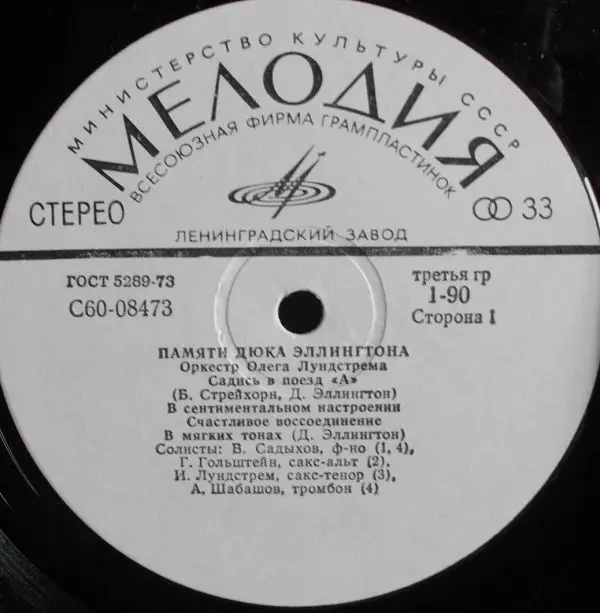 МИНИСТЕРСТВО КУЛЬТУРЫ СССР
МЕЛОДИЯ
ВСЕСОЮЗНАЯ ФИРМА ГРАМПЛАСТИНОК
СТЕРЕО
33
ЛЕНИНГРАДСКИЙ ЗАВОД
ГОСТ 5289-73
С60-08473
третья гр
1-90
Сторона 1
ПАМЯТИ ДЮКА ЭЛЛИНГТОНА
Оркестр Олега Лундстрема
Садись в поезд «А»
(Б. Стрейхорн, Д. Эллингтон)
В сентиментальном настроении
Счастливое воссоединение
В мягких тонах (Д. Эллингтон)
Солисты: В. Садыхов, ф-но (1, 4),
Г. Гольштейн, сакс-альт (2),
И. Лундстрем, сакс-тенор (3),
А. Шабашов, тромбон (4)